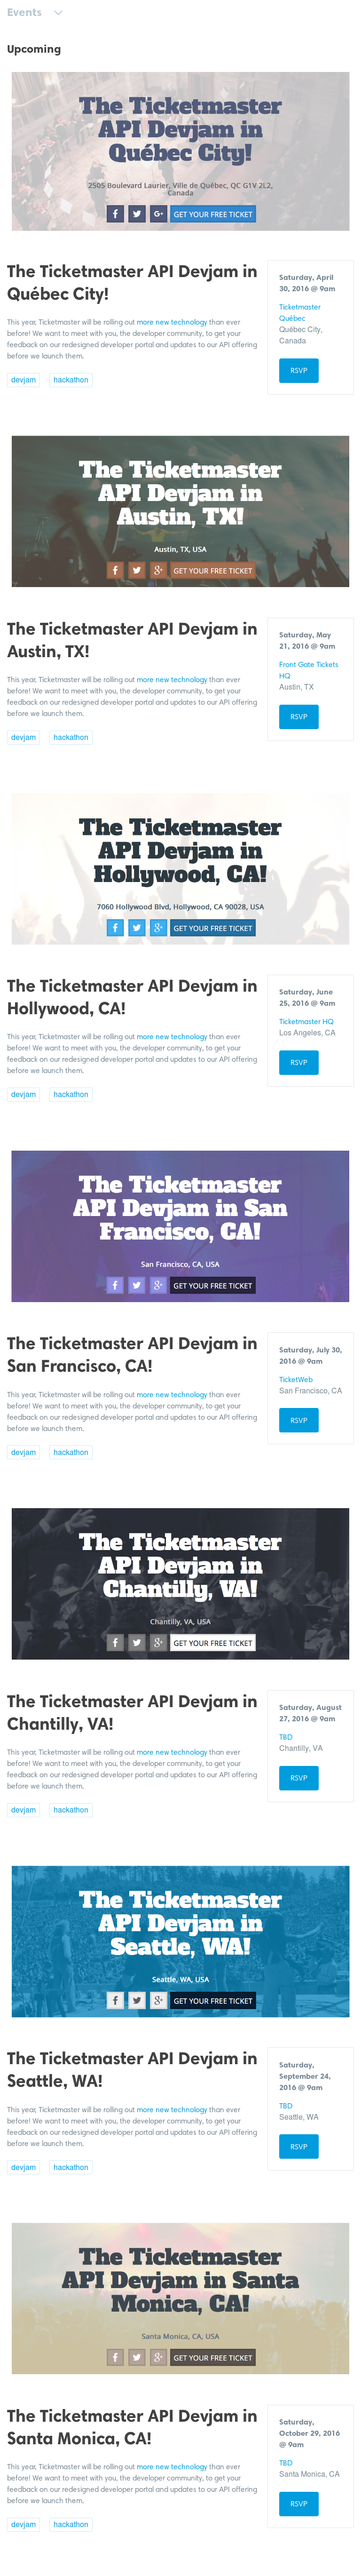 Events
Upcoming
The Ticketmaster
API Devjam in
Québec City!
2505 Boulevard Laurier, Ville de Québec, QC G1V 2L2,
Canada
GET YOUR FREE TICKET
The Ticketmaster API Devjam in
Québec City!
This year, Ticketmaster will be rolling out more new technology than ever
before! We want to meet with you, the developer community, to get your
feedback on our redesigned developer portal and updates to our API offering
before we launch them.
devjam hackathon
Saturday, April
30, 2016 @ 9am
Ticketmaster
Québec
Québec City,
Canada
RSVP
The Ticketmaster
API Devjam in
Austin, TX!
Austin, TX, USA
GET YOUR FREE TICKET
The Ticketmaster API Devjam in
Austin, TX!
This year, Ticketmaster will be rolling out more new technology than ever
before! We want to meet with you, the developer community, to get your
feedback on our redesigned developer portal and updates to our API offering
before we launch them.
devjam hackathon
Saturday, May
21, 2016 @ 9am
Front Gate Tickets
HQ
Austin, TX
RSVP
The Ticketmaster
API Devjam in
Hollywood, CA!
7060 Hollywood Blvd, Hollywood, CA 90028, USA
GET YOUR FREE TICKET
The Ticketmaster API Devjam in
Hollywood, CA!
This year, Ticketmaster will be rolling out more new technology than ever
before! We want to meet with you, the developer community, to get your
feedback on our redesigned developer portal and updates to our API offering
before we launch them.
devjam hackathon
Saturday, June
25, 2016 @ 9am
Ticketmaster HQ
Los Angeles, CA
RSVP
The Ticketmaster
API Devjam in San
Francisco, CA!
San Francisco, CA, USA
GET YOUR FREE TICKET
The Ticketmaster API Devjam in
San Francisco, CA!
This year, Ticketmaster will be rolling out more new technology than ever
before! We want to meet with you, the developer community, to get your
feedback on our redesigned developer portal and updates to our API offering
before we launch them.
devjam hackathon
Saturday, July 30,
2016 @ 9am
TicketWeb
San Francisco, CA
RSVP
The Ticketmaster
API Devjam in
Chantilly, VA!
Chantilly, VA, USA
GET YOUR FREE TICKET
The Ticketmaster API Devjam in
Chantilly, VA!
This year, Ticketmaster will be rolling out more new technology than ever
before! We want to meet with you, the developer community, to get your
feedback on our redesigned developer portal and updates to our API offering
before we launch them.
devjam hackathon
Saturday, August
27, 2016 @ 9am
TBD
Chantilly, VA
RSVP
The Ticketmaster
API Devjam in
Seattle, WA!
Seattle, WA, USA
GET YOUR FREE TICKET
The Ticketmaster API Devjam in
Seattle, WA!
This year, Ticketmaster will be rolling out more new technology than ever
before! We want to meet with you, the developer community, to get your
feedback on our redesigned developer portal and updates to our API offering
before we launch them.
devjam hackathon
Saturday,
September 24,
2016 @ 9am
TBD
Seattle, WA
RSVP
The Ticketmaster
API Devjam in Santa
Monica, CA!
Santa Monica, CA, USA
GET YOUR FREE TICKET
The Ticketmaster API Devjam in
Santa Monica, CA!
This year, Ticketmaster will be rolling out more new technology than ever
before! We want to meet with you, the developer community, to get your
feedback on our redesigned developer portal and updates to our API offering
before we launch them.
devjam hackathon
Saturday,
October 29, 2016
@ 9am
TBD
Santa Monica, CA
RSVP